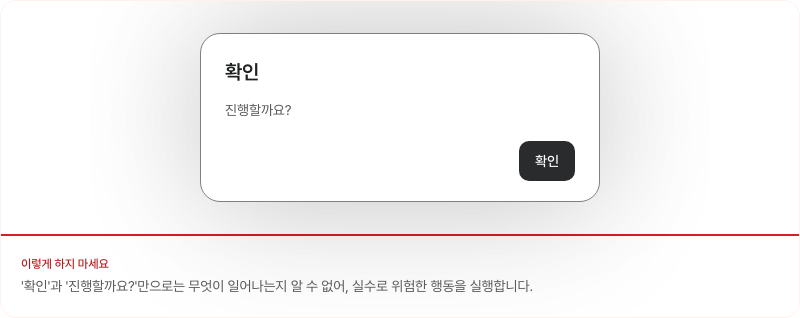 확인
진행할까요?
확인
이렇게 하지 마세요
'확인'과 '진행할까요?'만으로는 무엇이 일어나는지 알 수 없어, 실수로 위험한 행동을 실행합니다.